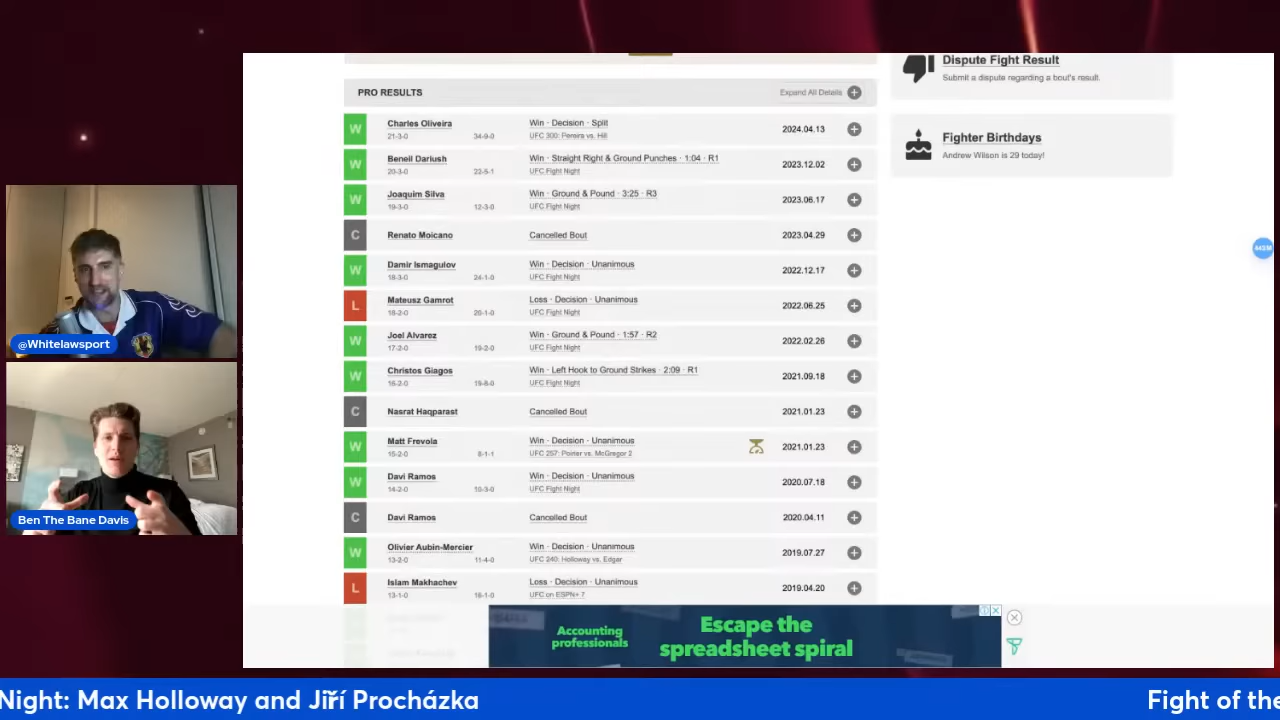 Dispute Fight Result
Submit a dispute regarding a bout's result.
PRO RESULTS
Expand All Details
W
Charles Oliveira
21-3-0
34-9-0
Win · Decision · Split
UFC 300: Pereira vs. Hill
2024.04.13
Fighter Birthdays
Andrew Wilson is 29 today!
W
Beneil Dariush
20-3-0
22-5-1
Win · Straight Right & Ground Punches · 1:04 · R1
UFC Fight Night
2023.12.02
W
Joaquim Silva
19-3-0
12-3-0
Win · Ground & Pound · 3:25 · R3
UFC Fight Night
2023.06.17
C
Renato Moicano
Cancelled Bout
2023.04.29
W
Damir Ismagulov
18-3-0
24-1-0
Win · Decision · Unanimous
UFC Fight Night
2022.12.17
L
Mateusz Gamrot
18-2-0
20-1-0
Loss · Decision · Unanimous
UFC Fight Night
2022.06.25
W
Joel Alvarez
17-2-0
19-2-0
Win · Ground & Pound · 1:57 · R2
UFC Fight Night
2022.02.26
W
Christos Giagos
16-2-0
19-8-0
Win · Left Hook to Ground Strikes · 2:09 · R1
UFC Fight Night
2021.09.18
C
Nasrat Haqparast
Cancelled Bout
2021.01.23
W
Matt Frevola
15-2-0
8-1-1
Win · Decision · Unanimous
UFC 257: Poirier vs. McGregor 2
2021.01.23
W
Davi Ramos
14-2-0
10-3-0
Win · Decision · Unanimous
UFC Fight Night
2020.07.18
C
Davi Ramos
Cancelled Bout
2020.04.11
W
Olivier Aubin-Mercier
13-2-0
11-4-0
Win · Decision · Unanimous
UFC 240: Holloway vs. Edgar
2019.07.27
L
Islam Makhachev
13-1-0
16-1-0
Loss · Decision · Unanimous
UFC on ESPN+ 7
2019.04.20
Accounting
professionals
Escape the
spreadsheet spiral
@Whitelawsport
Ben The Bane Davis
Night: Max Holloway and Jiří Procházka
Fight of the